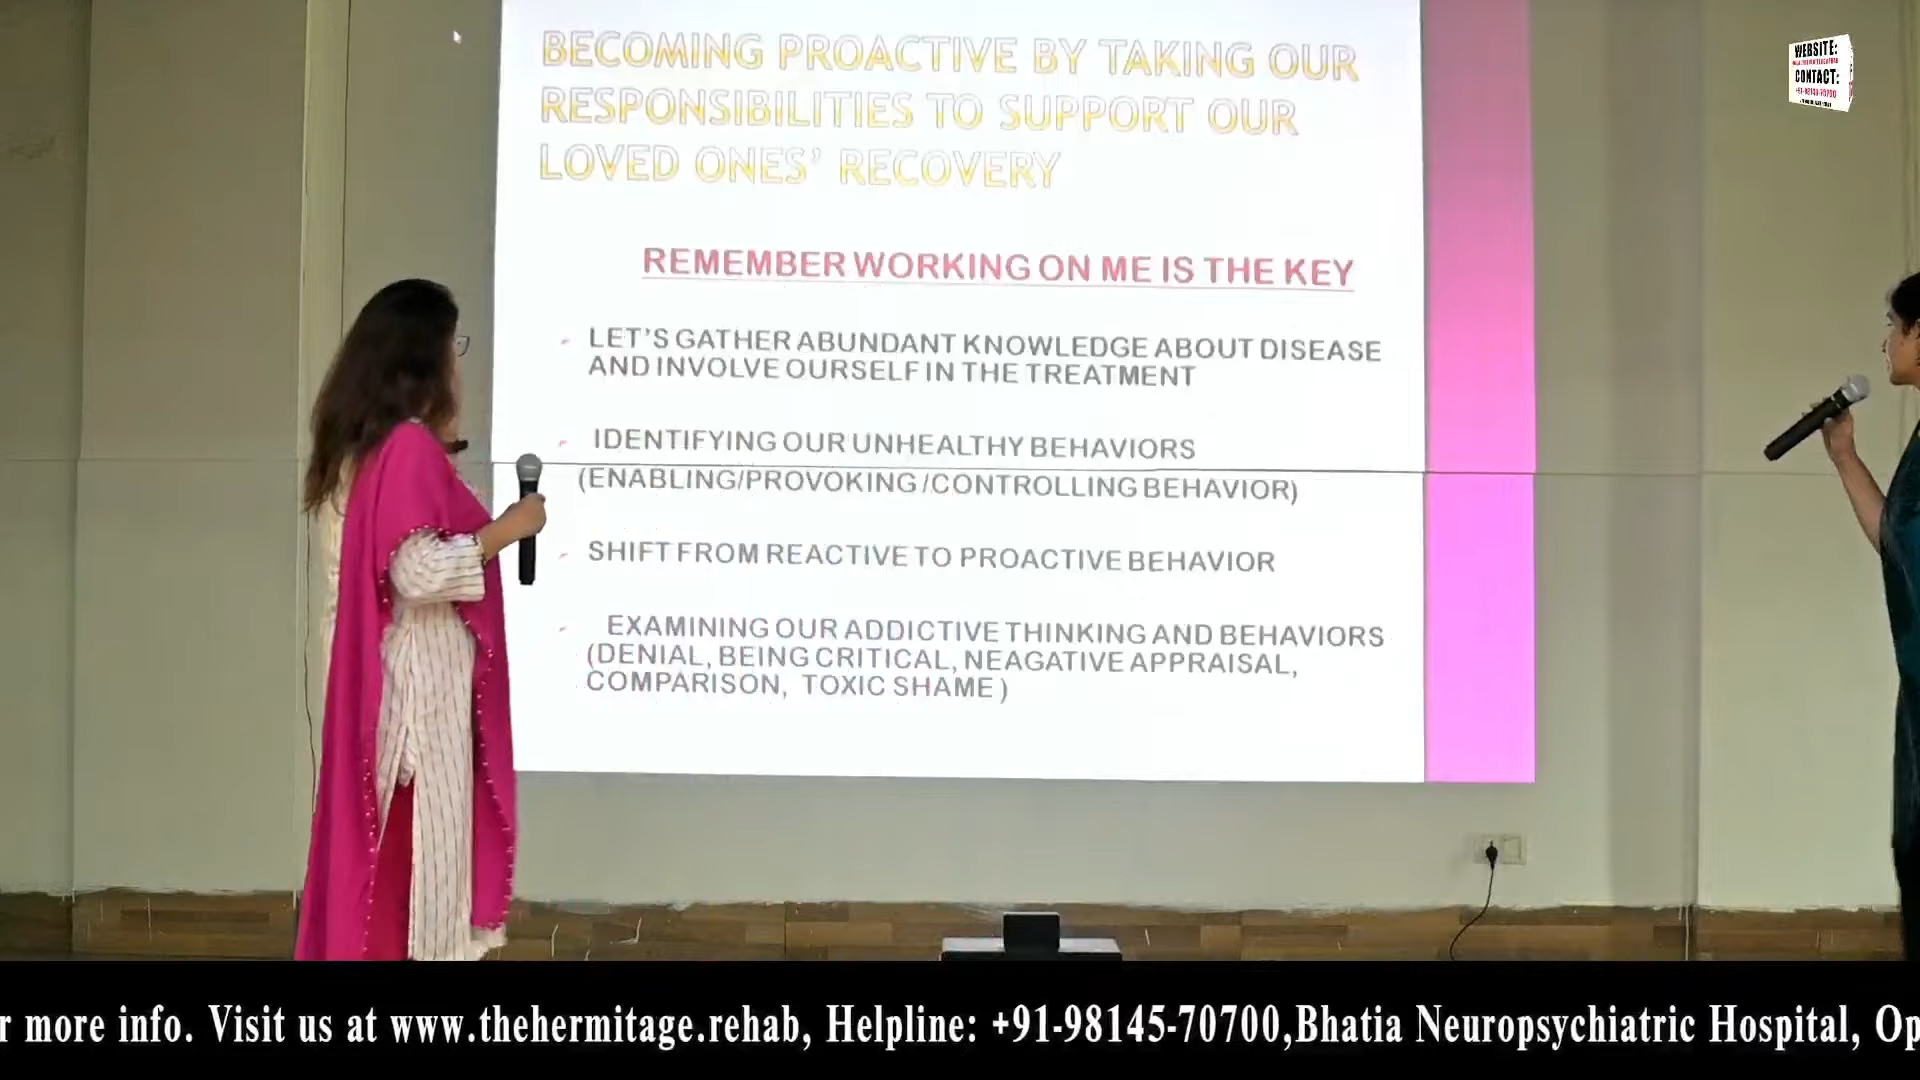 BECOMING PROACTIVE BY TAKING OUR
RESPONSIBILITIES TO SUPPORT OUR
LOVED ONES' RECOVERY
REMEMBER WORKING ON ME IS THE KEY
LET'S GATHER ABUNDANT KNOWLEDGE ABOUT DISEASE
AND INVOLVE OURSELF IN THE TREATMENT
IDENTIFYING OUR UNHEALTHY BEHAVIORS
(ENABLING/PROVOKING /CONTROLLING BEHAVIOR)
SHIFT FROM REACTIVE TO PROACTIVE BEHAVIOR
EXAMINING OUR ADDICTIVE THINKING AND BEHAVIORS
(DENIAL, BEING CRITICAL, NEAGATIVE APPRAISAL,
COMPARISON, TOXIC SHAME )
WEBSITE:
CONTACT:
+91-98145-70700
r more info. Visit us at www.thehermitage.rehab, Helpline: +91-98145-70700,Bhatia Neuropsychiatric Hospital, Op